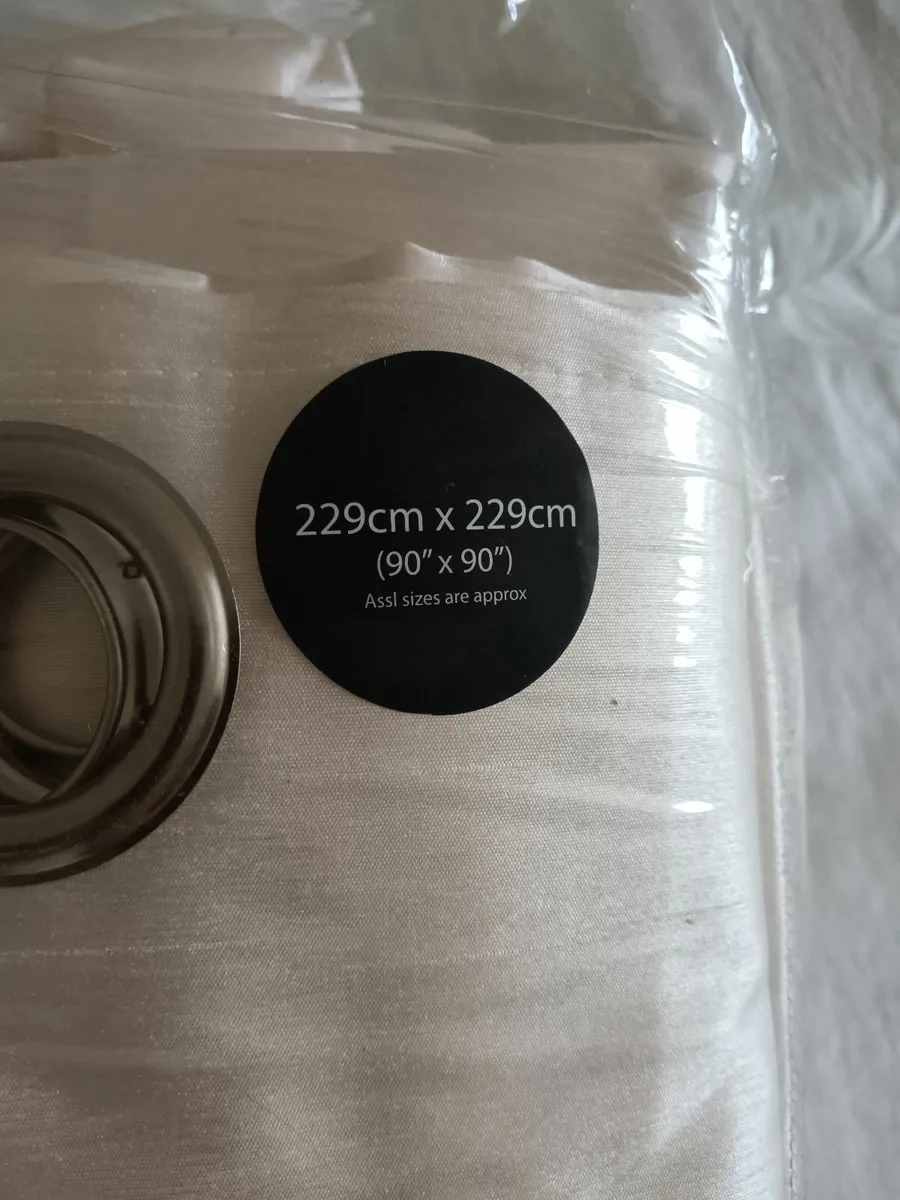 229cm x 229cm
(90” x 90”)
Assl sizes are approx